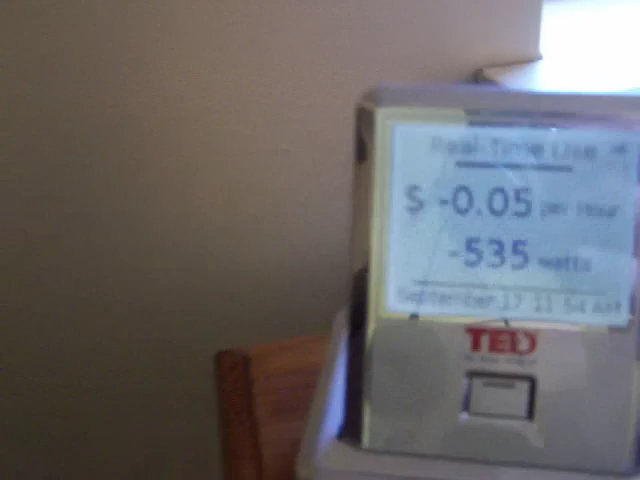 Real-Time Use
$ -0.05 per Hour
-535 watts
September 17 11:54 AM
TED